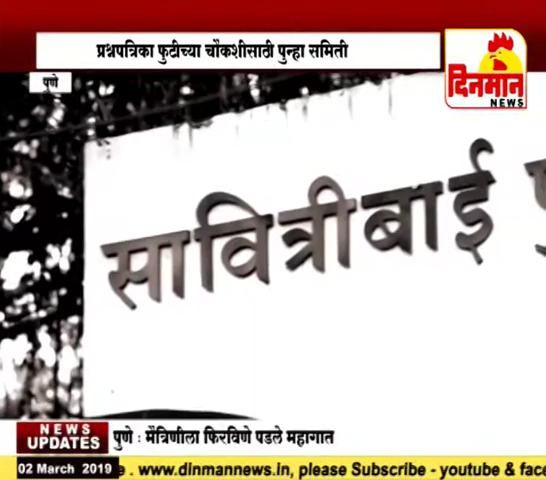 प्रश्नपत्रिका फुटीच्या चौकशीसाठी पुन्हा समिती
दिनमान
NEWS
पुणे
सावित्रीबाई
NEWS
UPDATES
पुणे : मैत्रिणीला फिरविणे पडले महागात
02 March 2019
. www.dinmannews.in, please Subscribe - youtube & face